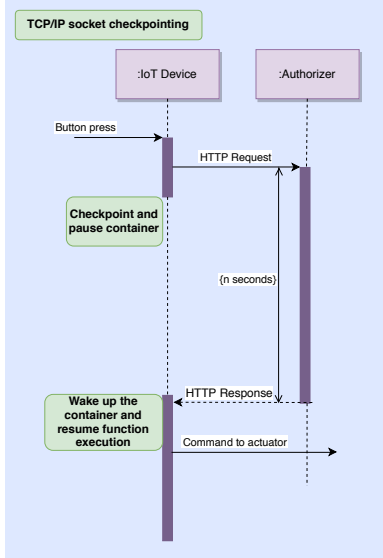 TCP/IP socket checkpointing
:IoT Device
:Authorizer
Button press
HTTP Request
Checkpoint and
pause container
{n seconds}
HTTP Response
Wake up the
container and
resume function
execution
Command to actuator